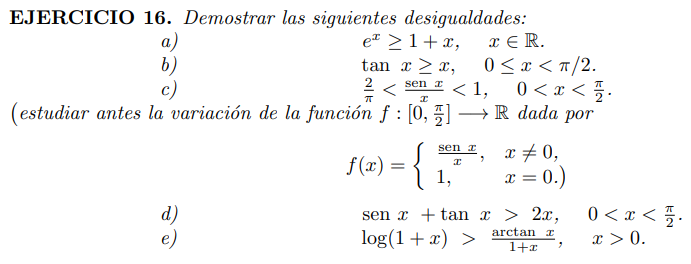 EJERCICIO 16. Demostrar las siguientes desigualdades:
a) e^x ≥ 1 + x, x ∈ ℝ.
b) tan x ≥ x, 0 ≤ x < π/2.
c) 2/π < sen x/x < 1, 0 < x < π/2.
(estudiar antes la variación de la función f : [0, π/2] ⟶ ℝ dada por
f(x) = { sen x/x, x ≠ 0,
1, x = 0.)
d) sen x + tan x > 2x, 0 < x < π/2.
e) log(1 + x) > arctan x/1+x, x > 0.